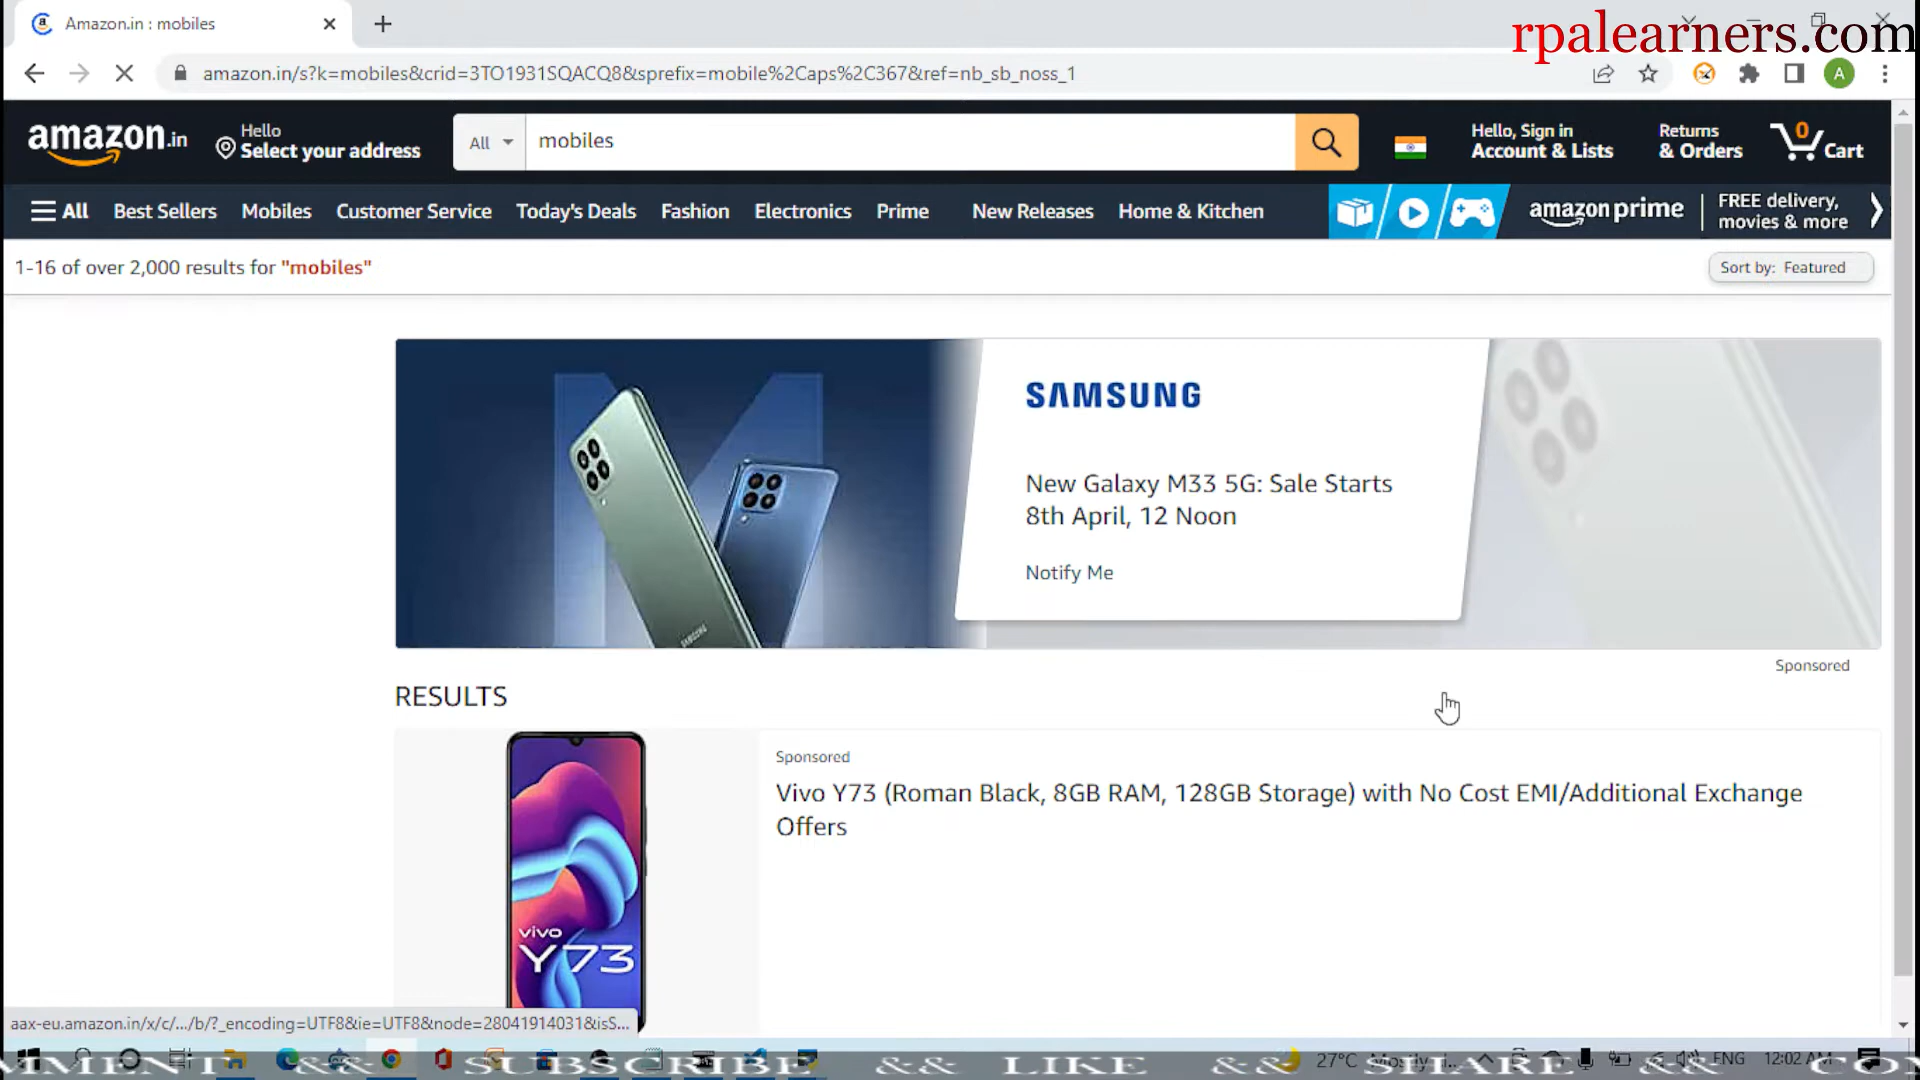 Amazon.in : mobiles
rpalearners.com
amazon.in/s?k=mobiles&crid=3TO1931SQACQ8&sprefix=mobile%2Caps%2C367&ref=nb_sb_noss_1
A
amazon.in
Hello
Select your address
All
mobiles
Hello, Sign in
Account & Lists
Returns
& Orders
0
Cart
All
Best Sellers
Mobiles
Customer Service
Today's Deals
Fashion
Electronics
Prime
New Releases
Home & Kitchen
amazon prime
FREE delivery,
movies & more
1-16 of over 2,000 results for "mobiles"
Sort by: Featured
SAMSUNG
New Galaxy M33 5G: Sale Starts
8th April, 12 Noon
Notify Me
SAMSUNG
Sponsored
RESULTS
Sponsored
Vivo Y73 (Roman Black, 8GB RAM, 128GB Storage) with No Cost EMI/Additional Exchange
Offers
vivo
Y73
aax-eu.amazon.in/x/c/.../b/?_encoding=UTF8&ie=UTF8&node=28041914031&isS...
MMENT && SUBSCRIBE && LIKE && SHARE && COM
27°C
ENG
12:02 AM